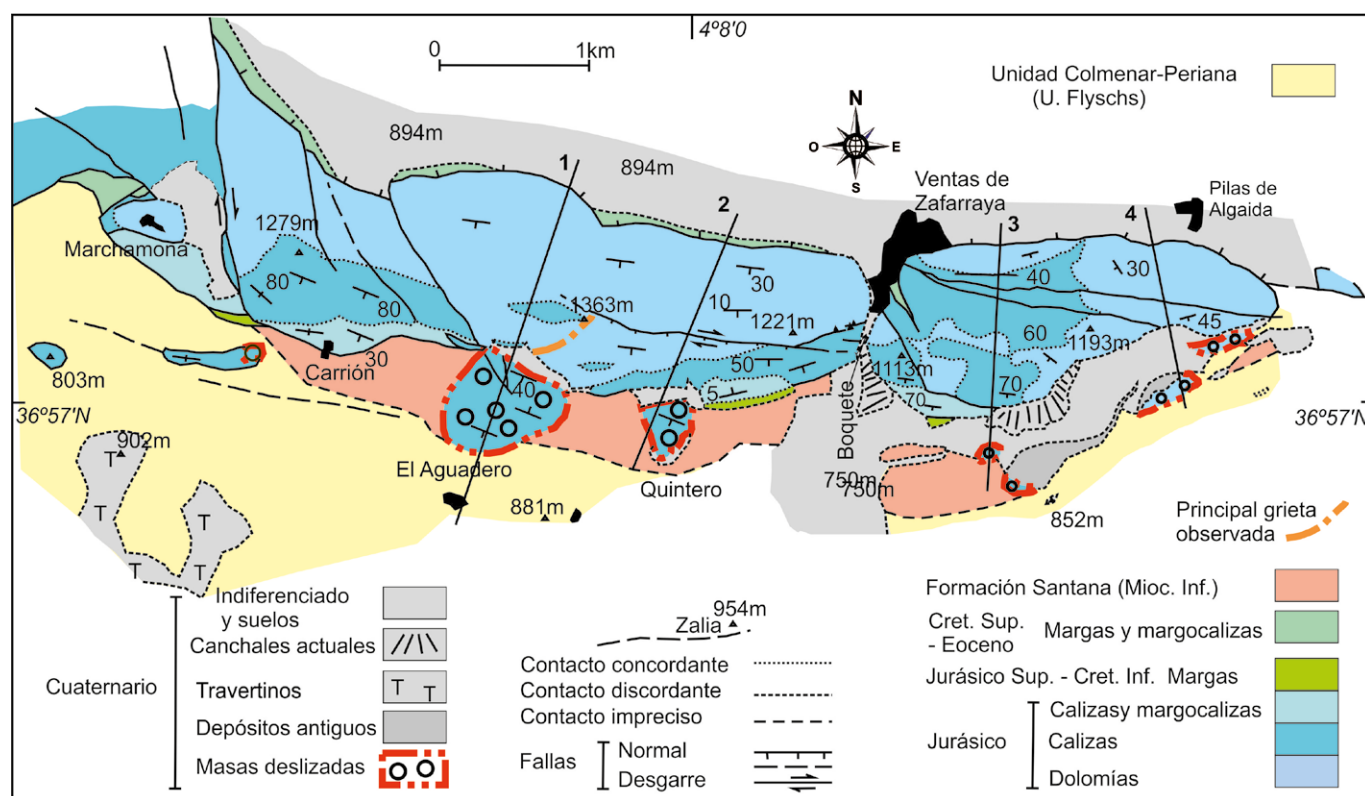 4º8'0
0 1km
Unidad Colmenar-Periana
(U. Flyschs)
N
O E
S
894m
894m
1
2
3
4
Ventas de
Zafarraya
Pilas de
Algaida
Marchamona
1279m
80
80
30
Carrión
1363m
30
10
1221m
50
5
40
40
30
60
45
1193m
1113m
70
70
803m
36º57'N
36º57'N
902m
T
T
T
T
T
El Aguadero
881m
Quintero
Boquete
750m
750m
852m
Principal grieta
observada
Cuaternario
Indiferenciado
y suelos
Canchales actuales
Travertinos
T T
Depósitos antiguos
Masas deslizadas
954m
Zalia
Contacto concordante
Contacto discordante
Contacto impreciso
Fallas
Normal
Desgarre
Formación Santana (Mioc. Inf.)
Cret. Sup.
- Eoceno
Margas y margocalizas
Jurásico Sup. - Cret. Inf. Margas
Jurásico
Calizasy margocalizas
Calizas
Dolomías